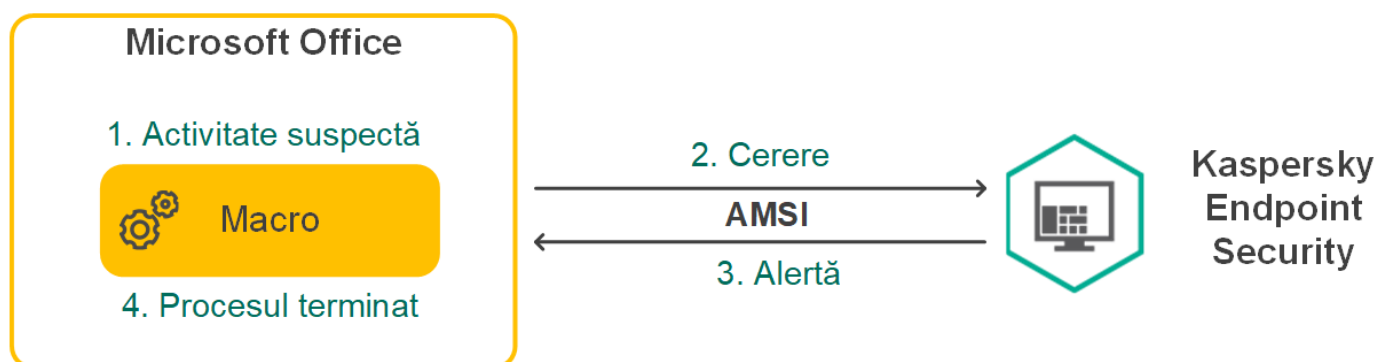 Microsoft Office
1. Activitate suspectă
Macro
4. Procesul terminat
2. Cerere
AMSI
3. Alertă
Kaspersky
Endpoint
Security